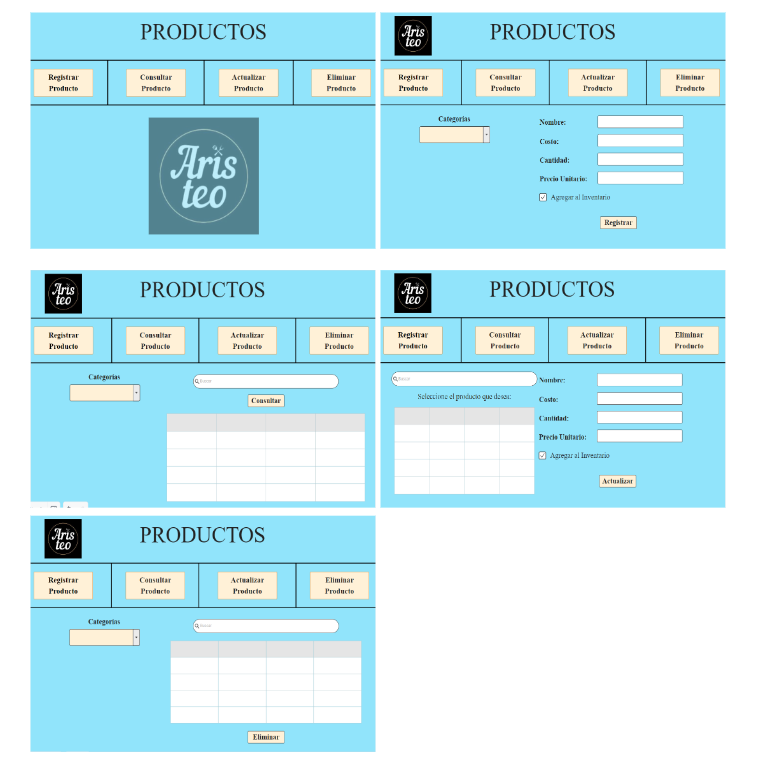 PRODUCTOS
Registrar
Producto
Consultar
Producto
Actualizar
Producto
Eliminar
Producto
Aris
teo
Aris
teo
PRODUCTOS
Registrar
Producto
Consultar
Producto
Actualizar
Producto
Eliminar
Producto
Categorías
Nombre:
Costo:
Cantidad:
Precio Unitario:
Agregar al Inventario
Registrar
Aris
teo
PRODUCTOS
Registrar
Producto
Consultar
Producto
Actualizar
Producto
Eliminar
Producto
Categorías
Buscar
Consultar
Aris
teo
PRODUCTOS
Registrar
Producto
Consultar
Producto
Actualizar
Producto
Eliminar
Producto
Buscar
Seleccione el producto que desea:
Nombre:
Costo:
Cantidad:
Precio Unitario:
Agregar al Inventario
Actualizar
Aris
teo
PRODUCTOS
Registrar
Producto
Consultar
Producto
Actualizar
Producto
Eliminar
Producto
Categorías
Buscar
Eliminar